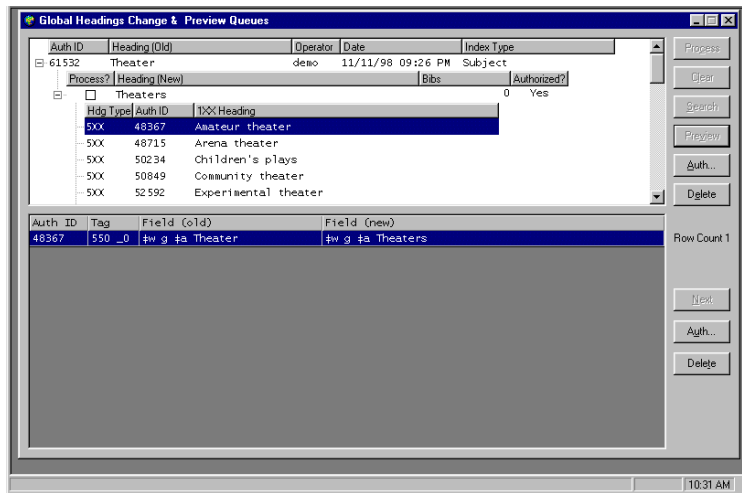 Global Headings Change & Preview Queues
Auth ID Heading (Old) Operator Date Index Type
61532 Theater demo 11/11/98 09:26 PM Subject
Process? Heading (New) Bibs Authorized?
Theaters 0 Yes
Hdg Type Auth ID 1XX Heading
5XX 48367 Amateur theater
5XX 48715 Arena theater
5XX 50234 Children's plays
5XX 50849 Community theater
5XX 52592 Experimental theater
Process
Clear
Search
Preview
Auth...
Delete
Auth ID Tag Field (old) Field (new)
48367 550 _0 ‡w g ‡a Theater ‡w g ‡a Theaters
Row Count 1
Next
Auth...
Delete
10:31 AM